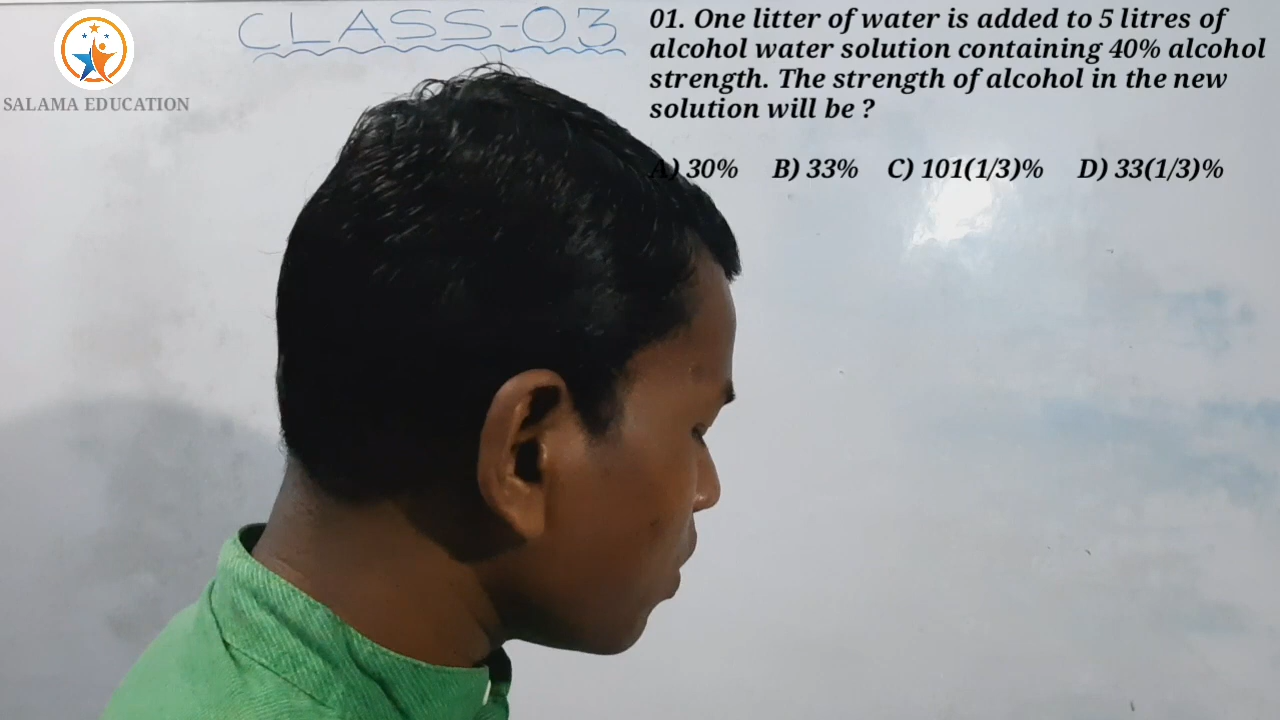 CLASS-03
SALAMA EDUCATION
01. One litter of water is added to 5 litres of
alcohol water solution containing 40% alcohol
strength. The strength of alcohol in the new
solution will be ?
A) 30% B) 33% C) 101(1/3)% D) 33(1/3)%